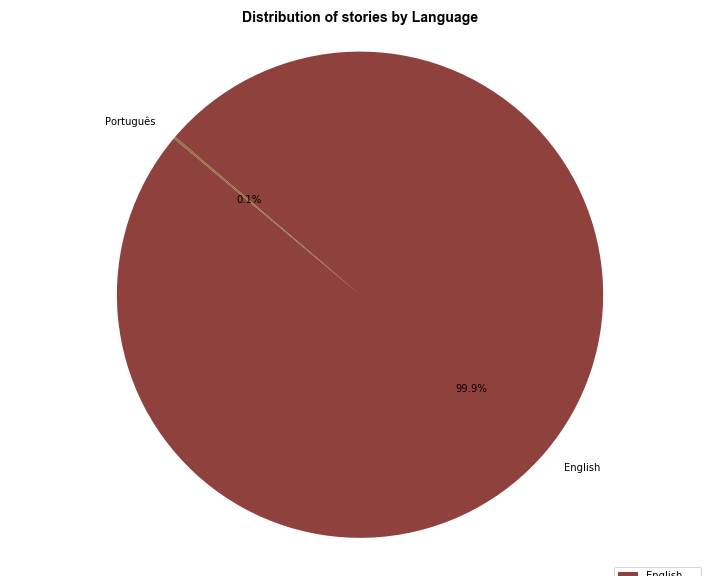 Distribution of stories by Language
Português
0.1%
99.9%
English
English